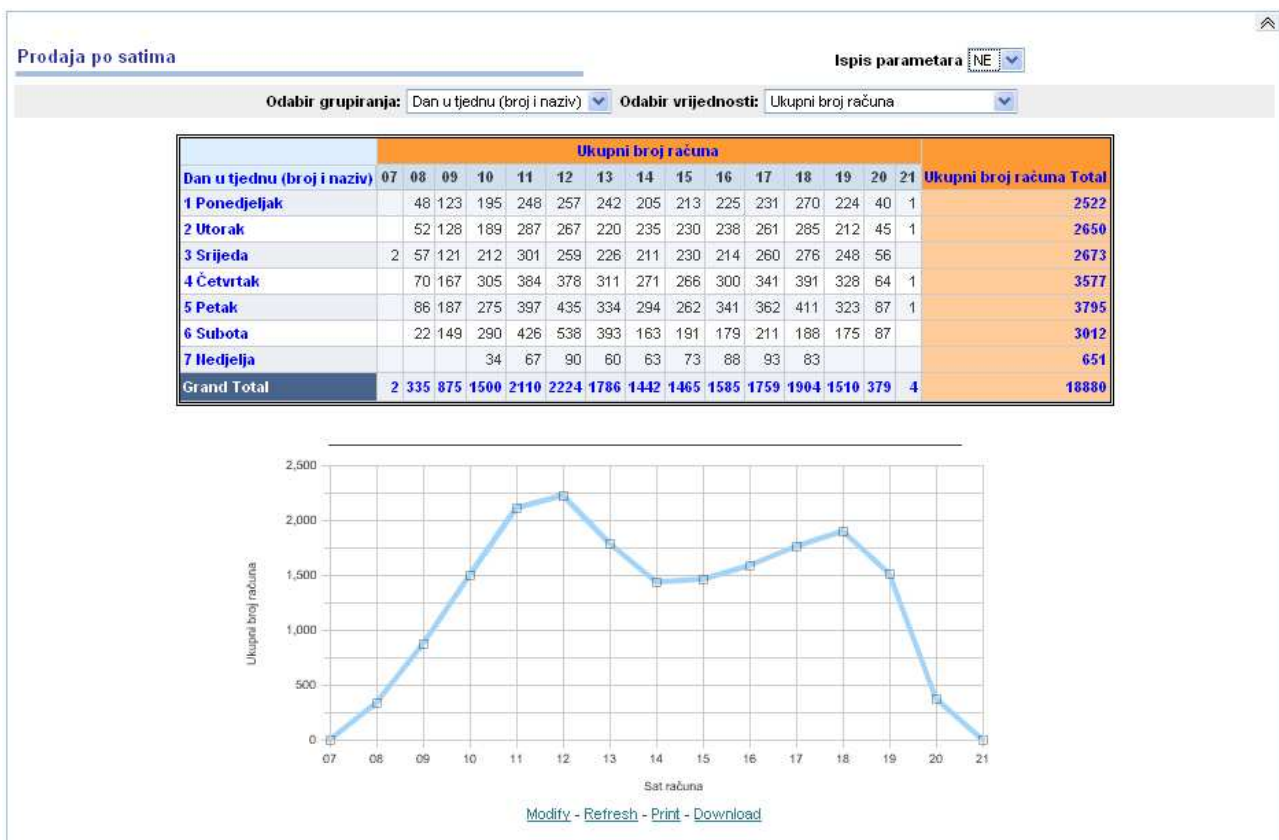 Prodaja po satima
Ispis parametara NE
Odabir grupiranja: Dan u tjednu (broj i naziv) Odabir vrijednosti: Ukupni broj računa
Ukupni broj računa
Dan u tjednu (broj i naziv) 07 08 09 10 11 12 13 14 15 16 17 18 19 20 21 Ukupni broj računa Total
1 Ponedjeljak 48 123 195 248 257 242 205 213 225 231 270 224 40 1 2522
2 Utorak 52 128 189 287 267 220 235 230 238 261 285 212 45 1 2650
3 Srijeda 2 57 121 212 301 259 226 211 230 214 260 276 248 56 2673
4 Četvrtak 70 167 305 384 378 311 271 266 300 341 391 328 64 1 3577
5 Petak 86 187 275 397 435 334 294 262 341 362 411 323 87 1 3795
6 Subota 22 149 290 426 538 393 163 191 179 211 188 175 87 3012
7 Nedjelja 34 67 90 60 63 73 88 93 83 651
Grand Total 2 335 875 1500 2110 2224 1786 1442 1465 1585 1759 1904 1510 379 4 18880
2,500
2,000
1,500
1,000
500
0
Ukupni broj računa
07 08 09 10 11 12 13 14 15 16 17 18 19 20 21
Sat računa
Modify - Refresh - Print - Download